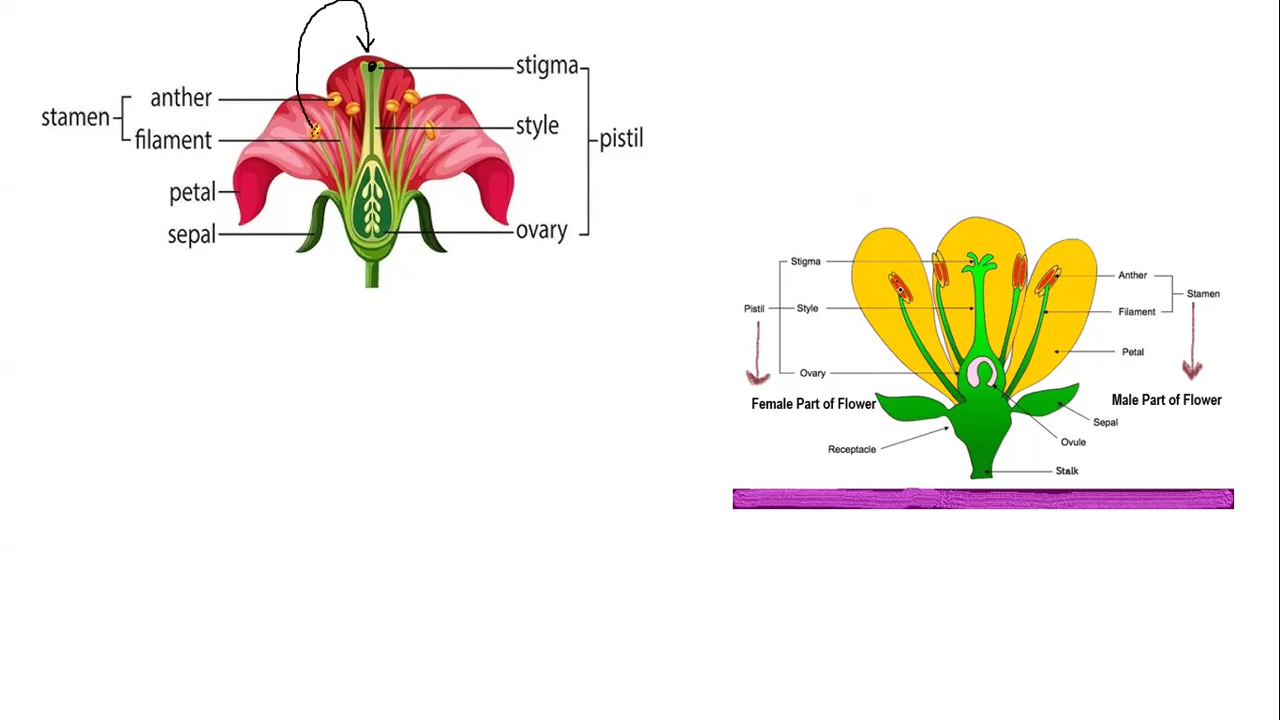 stigma
anther
stamen
style
filament
pistil
petal
sepal
ovary
Stigma
Anther
Stamen
Pistil
Style
Filament
Petal
Ovary
Female Part of Flower
Male Part of Flower
Sepal
Ovule
Receptacle
Stalk